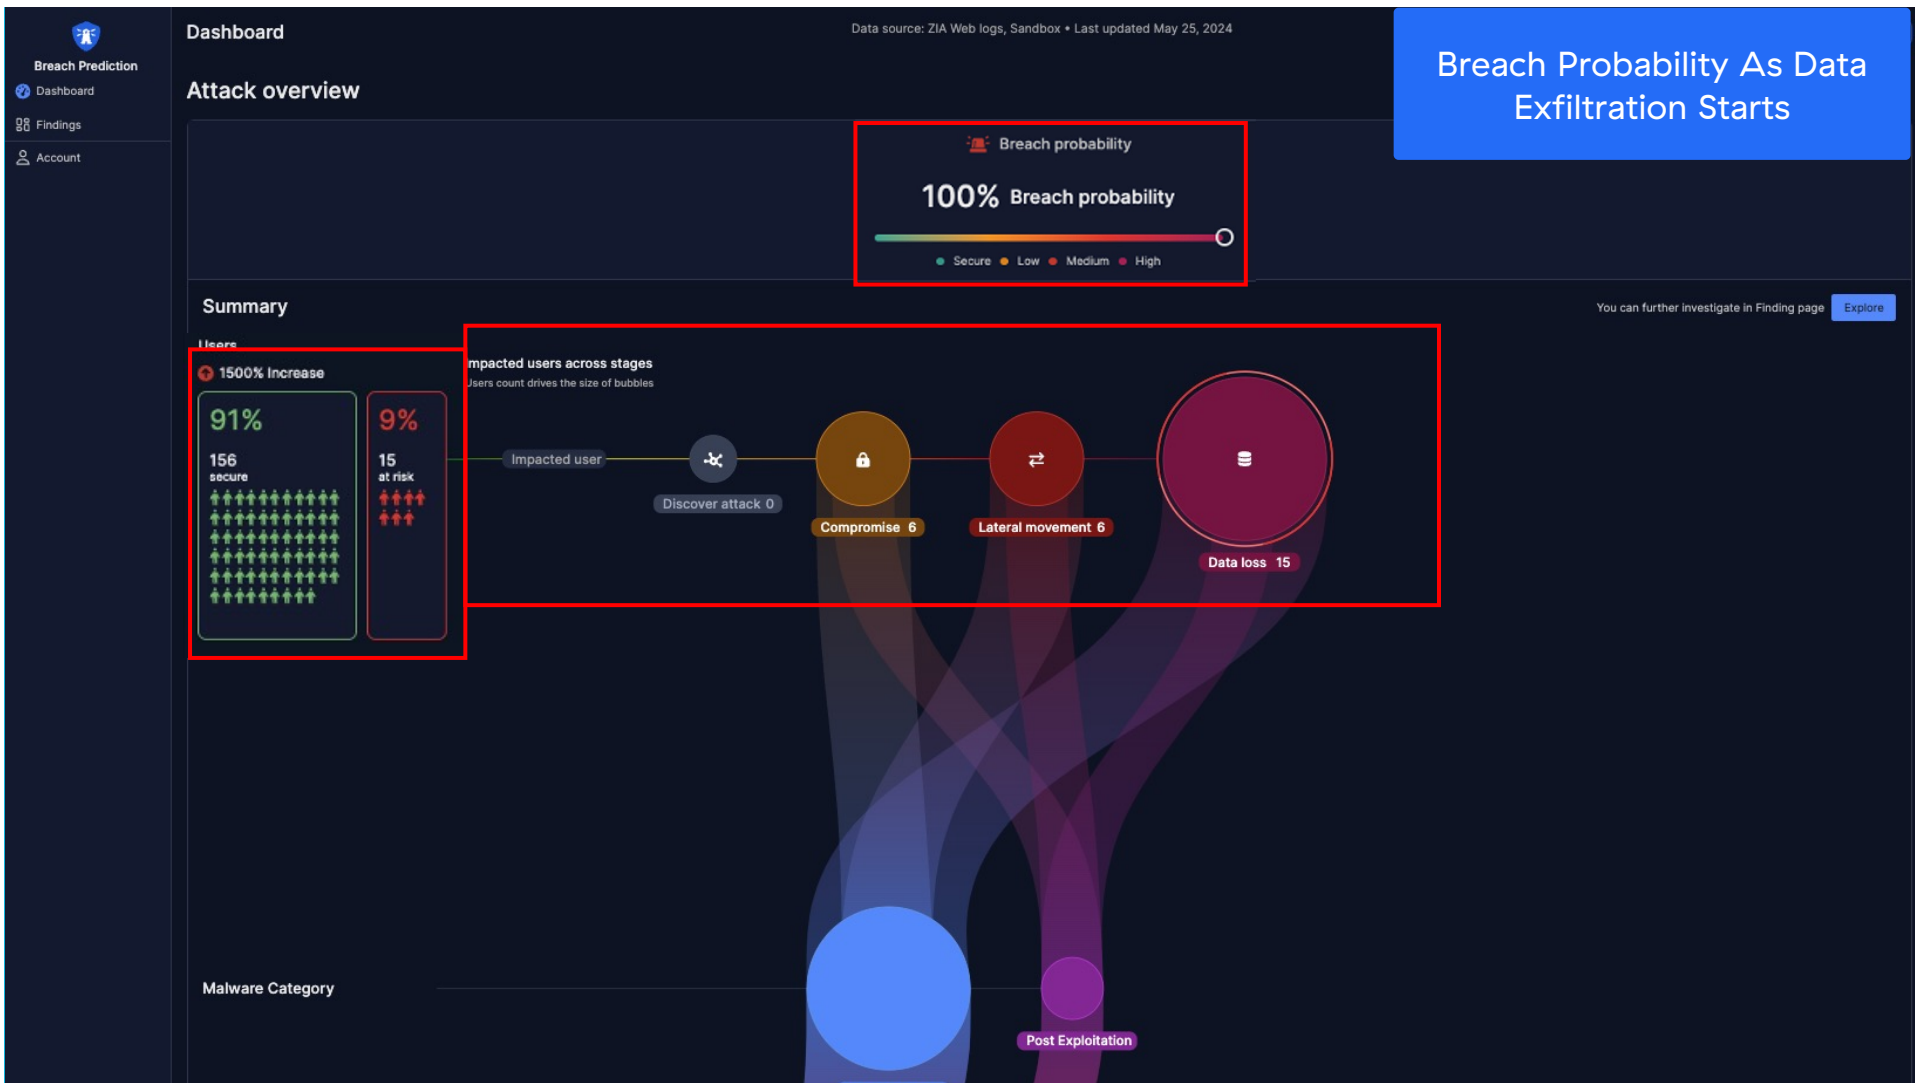 Breach Prediction
Dashboard
Findings
Account
Dashboard
Data source: ZIA Web logs, Sandbox • Last updated May 25, 2024
Breach Probability As Data
Exfiltration Starts
Attack overview
Breach probability
100% Breach probability
Secure Low Medium High
Summary
You can further investigate in Finding page Explore
Users
1500% Increase
91%
156
secure
9%
15
at risk
mpacted users across stages
Users count drives the size of bubbles
Impacted user
Discover attack 0
Compromise 6
Lateral movement 6
Data loss 15
Malware Category
Post Exploitation